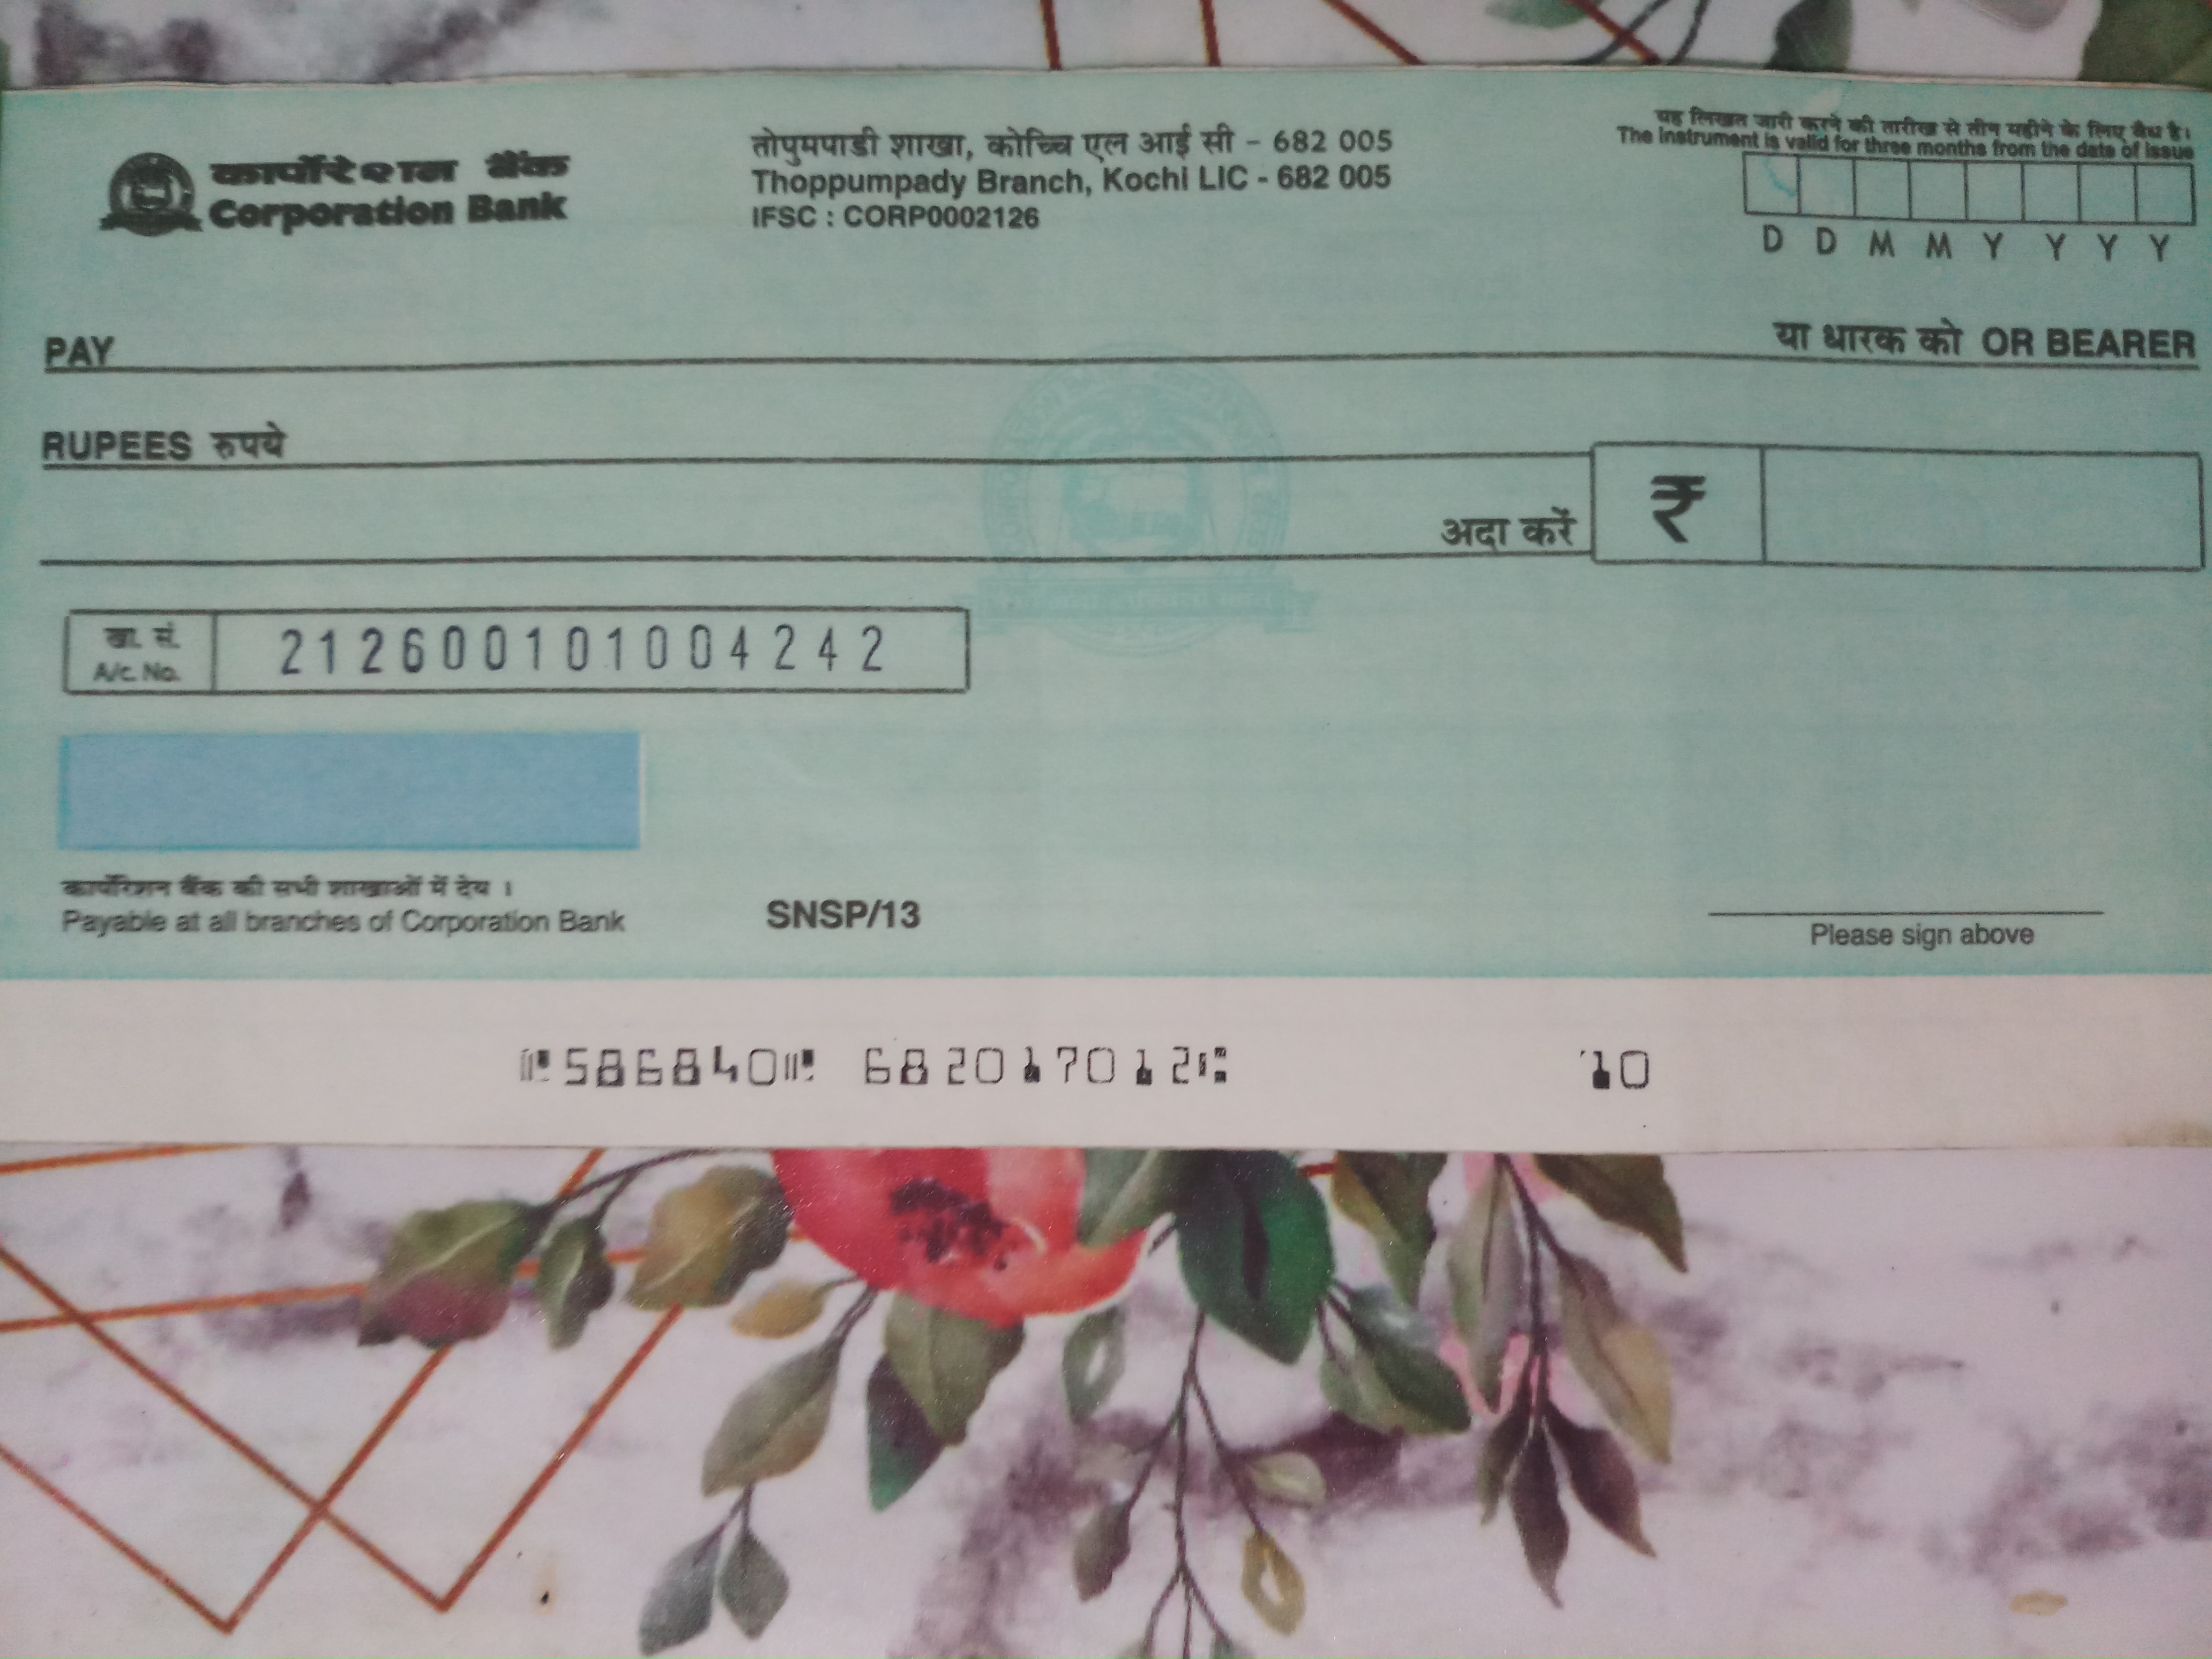 कार्पोरेशन बैंक
Corporation Bank
तोपुमपाडी शाखा, कोच्चि एल आई सी - 682 005
Thoppumpady Branch, Kochi LIC - 682 005
IFSC : CORP0002126
यह लिखत जारी करने की तारीख से तीन महीने के लिए वैध है।
The instrument is valid for three months from the date of issue
D D M M Y Y Y Y
PAY
या धारक को OR BEARER
RUPEES रुपये
अदा करें ₹
खा. सं.
A/c. No.
212600101004242
कार्पोरेशन बैंक की सभी शाखाओं में देय ।
Payable at all branches of Corporation Bank
SNSP/13
Please sign above
⑈586840⑈ 682017012⑆ 10